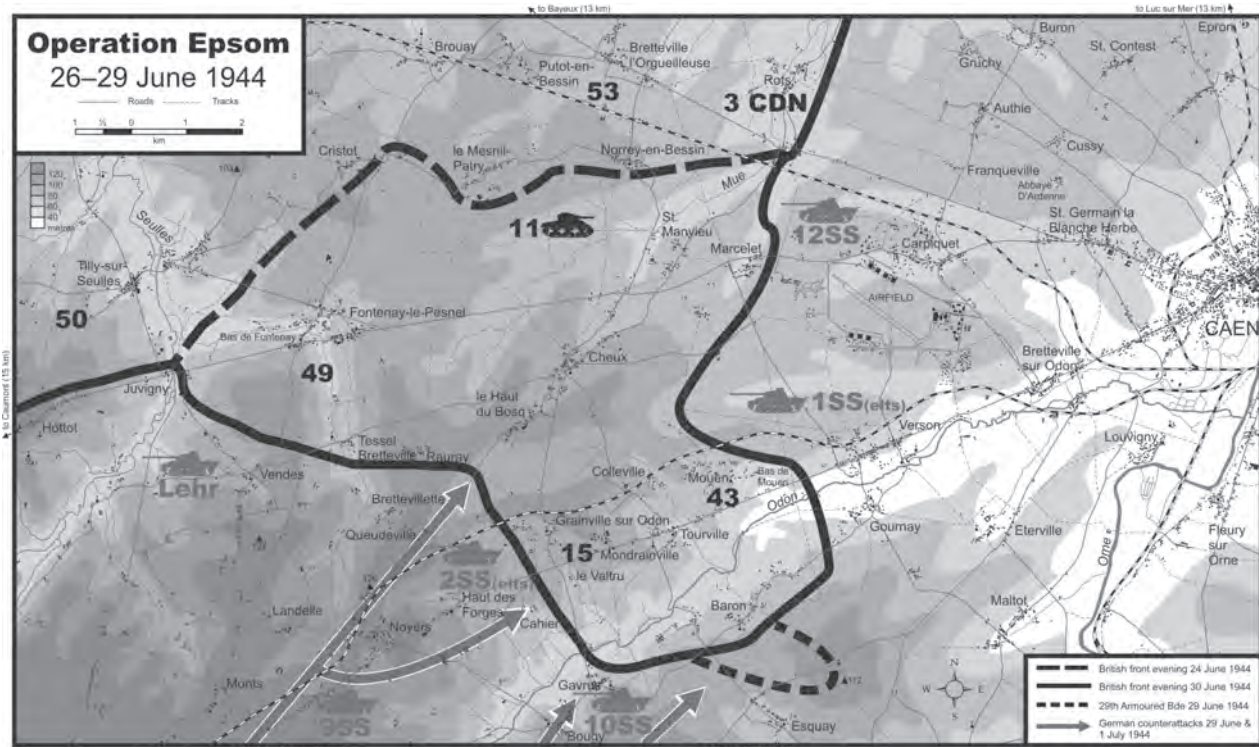 to Bayeux (13 km)
to Luc sur Mer (13 km)
Operation Epsom
26–29 June 1944
Roads
Tracks
1 ½ 0 1 2
km
Brouay
Putot-en-
Bessin
Bretteville
l'Orgueilleuse
53
Rots
3 CDN
Buron
Gruchy
St. Contest
Epron
Authie
Cussy
Franqueville
Abbaye
D'Ardenne
St. Germain la
Blanche Herbe
Cristot
le Mesnil-
Patry
Norrey-en-Bessin
Mue
120
100
80
60
40
metres
103
Seulles
11
St.
Manvieu
Marcelet
12SS
Carpiquet
AIRFIELD
CAEN
Tilly-sur-
Seulles
50
Fontenay-le-Pesnel
Bas de Fontenay
49
Cheux
Bretteville
sur Odon
Juvigny
to Caumont (15 km)
le Haut
du Bosq
1SS(elts)
Verson
Louvigny
Hottot
Lehr
Vendes
Tessel
Bretteville
Rauray
Colleville
Mouen
Bas de
Mouen
43
Odon
Brettevillette
Queudeville
Grainville sur Odon
15
Mondrainville
Tourville
Gournay
Eterville
Fleury
sur
Orne
Orne
2SS(elts)
le Valtru
Landelle
Haut des
Forges
Noyers
Cahier
Baron
Maltot
Monts
9SS
Gavrus
10SS
Bougy
112
Esquay
N
W E
S
British front evening 24 June 1944
British front evening 30 June 1944
29th Armoured Bde 29 June 1944
German counterattacks 29 June &
1 July 1944